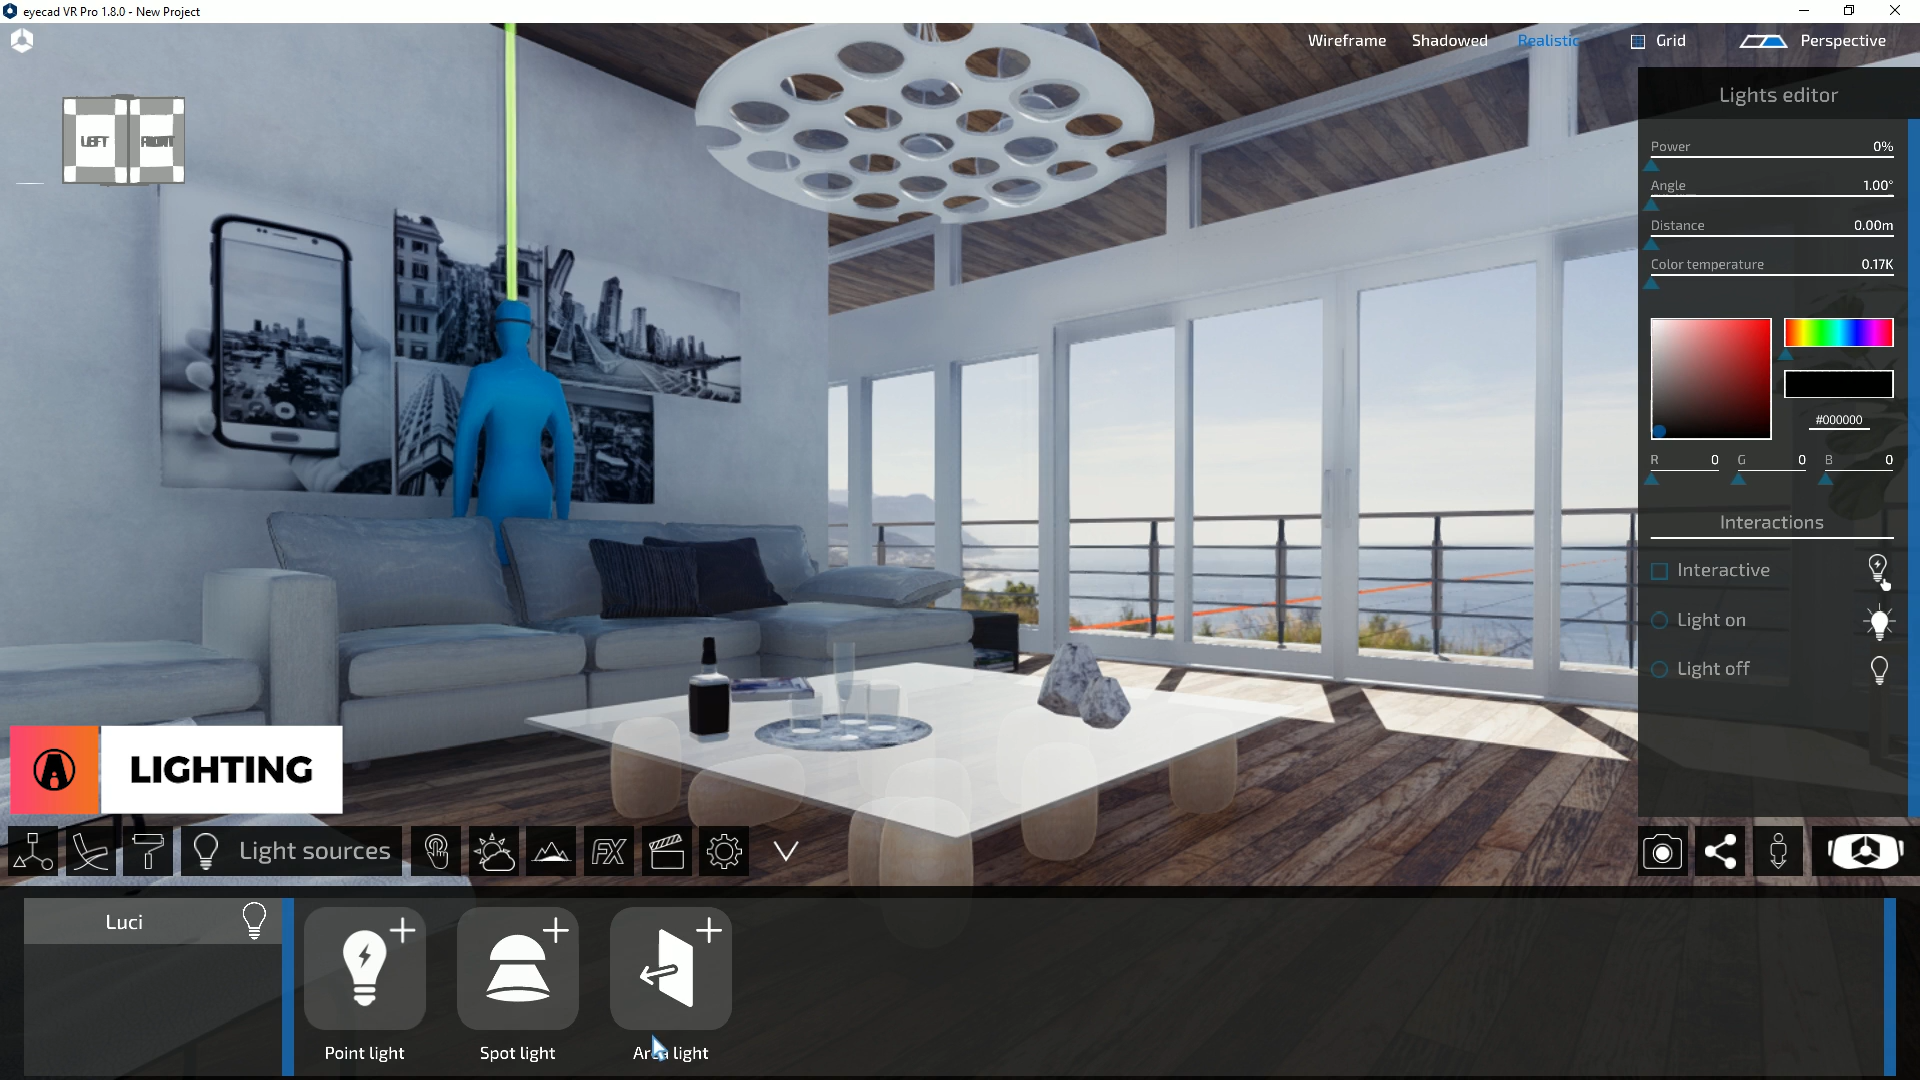 eyecad VR Pro 1.8.0 - New Project
Wireframe
Shadowed
Realistic
Grid
Perspective
LEFT
FRONT
Lights editor
Power 0%
Angle 1.00°
Distance 0.00m
Color temperature 0.17K
#000000
R 0 G 0 B 0
Interactions
Interactive
Light on
Light off
LIGHTING
Light sources
FX
Luci
Point light
Spot light
Area light